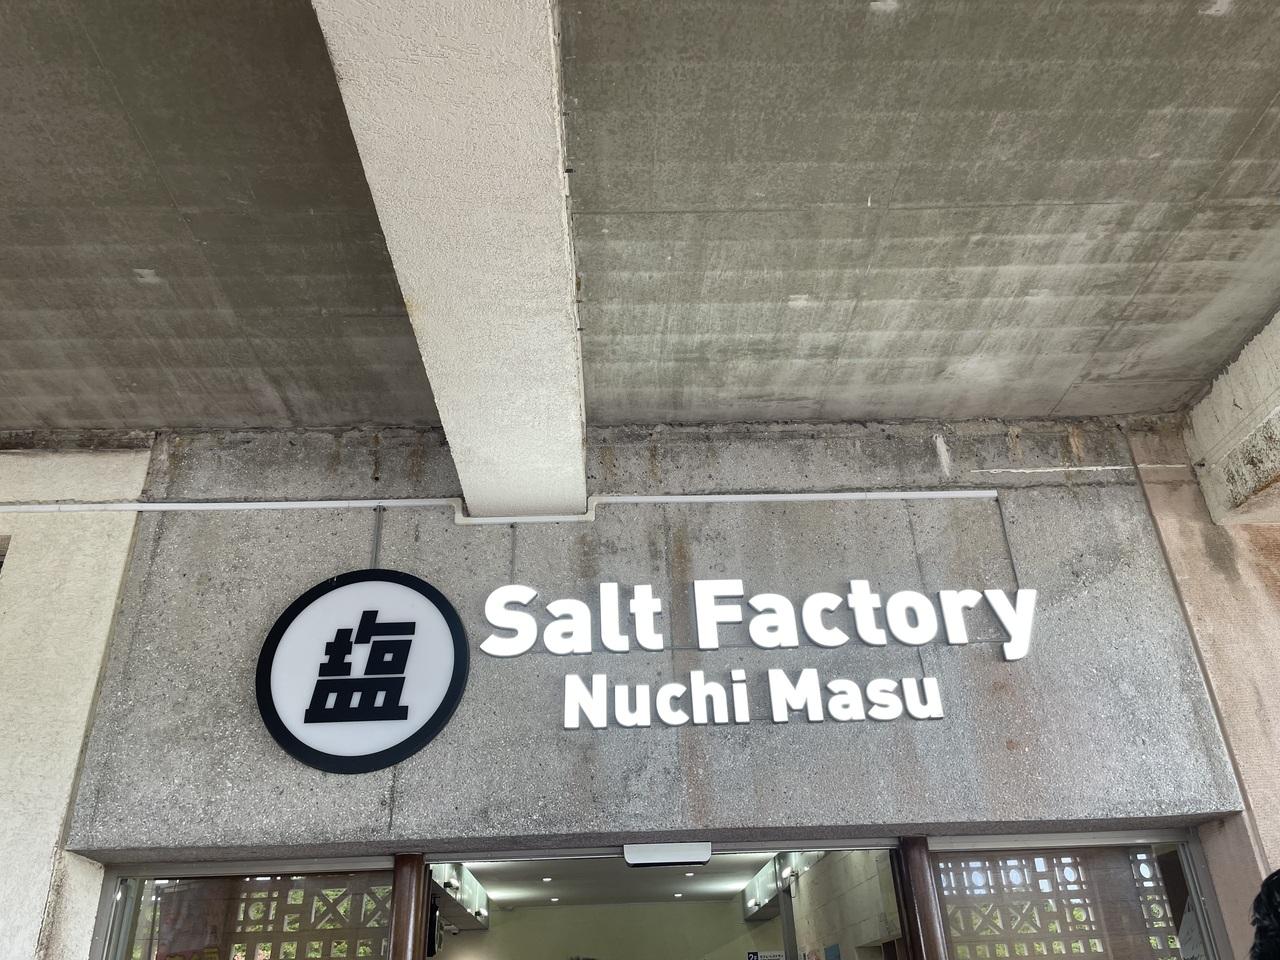 塩
Salt Factory
Nuchi Masu